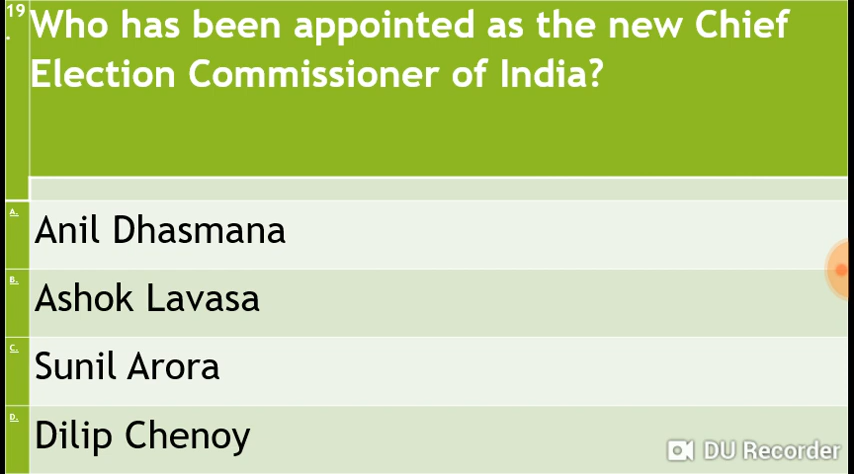 19
.
Who has been appointed as the new Chief
Election Commissioner of India?
A.
Anil Dhasmana
B.
Ashok Lavasa
C.
Sunil Arora
D.
Dilip Chenoy
DU Recorder